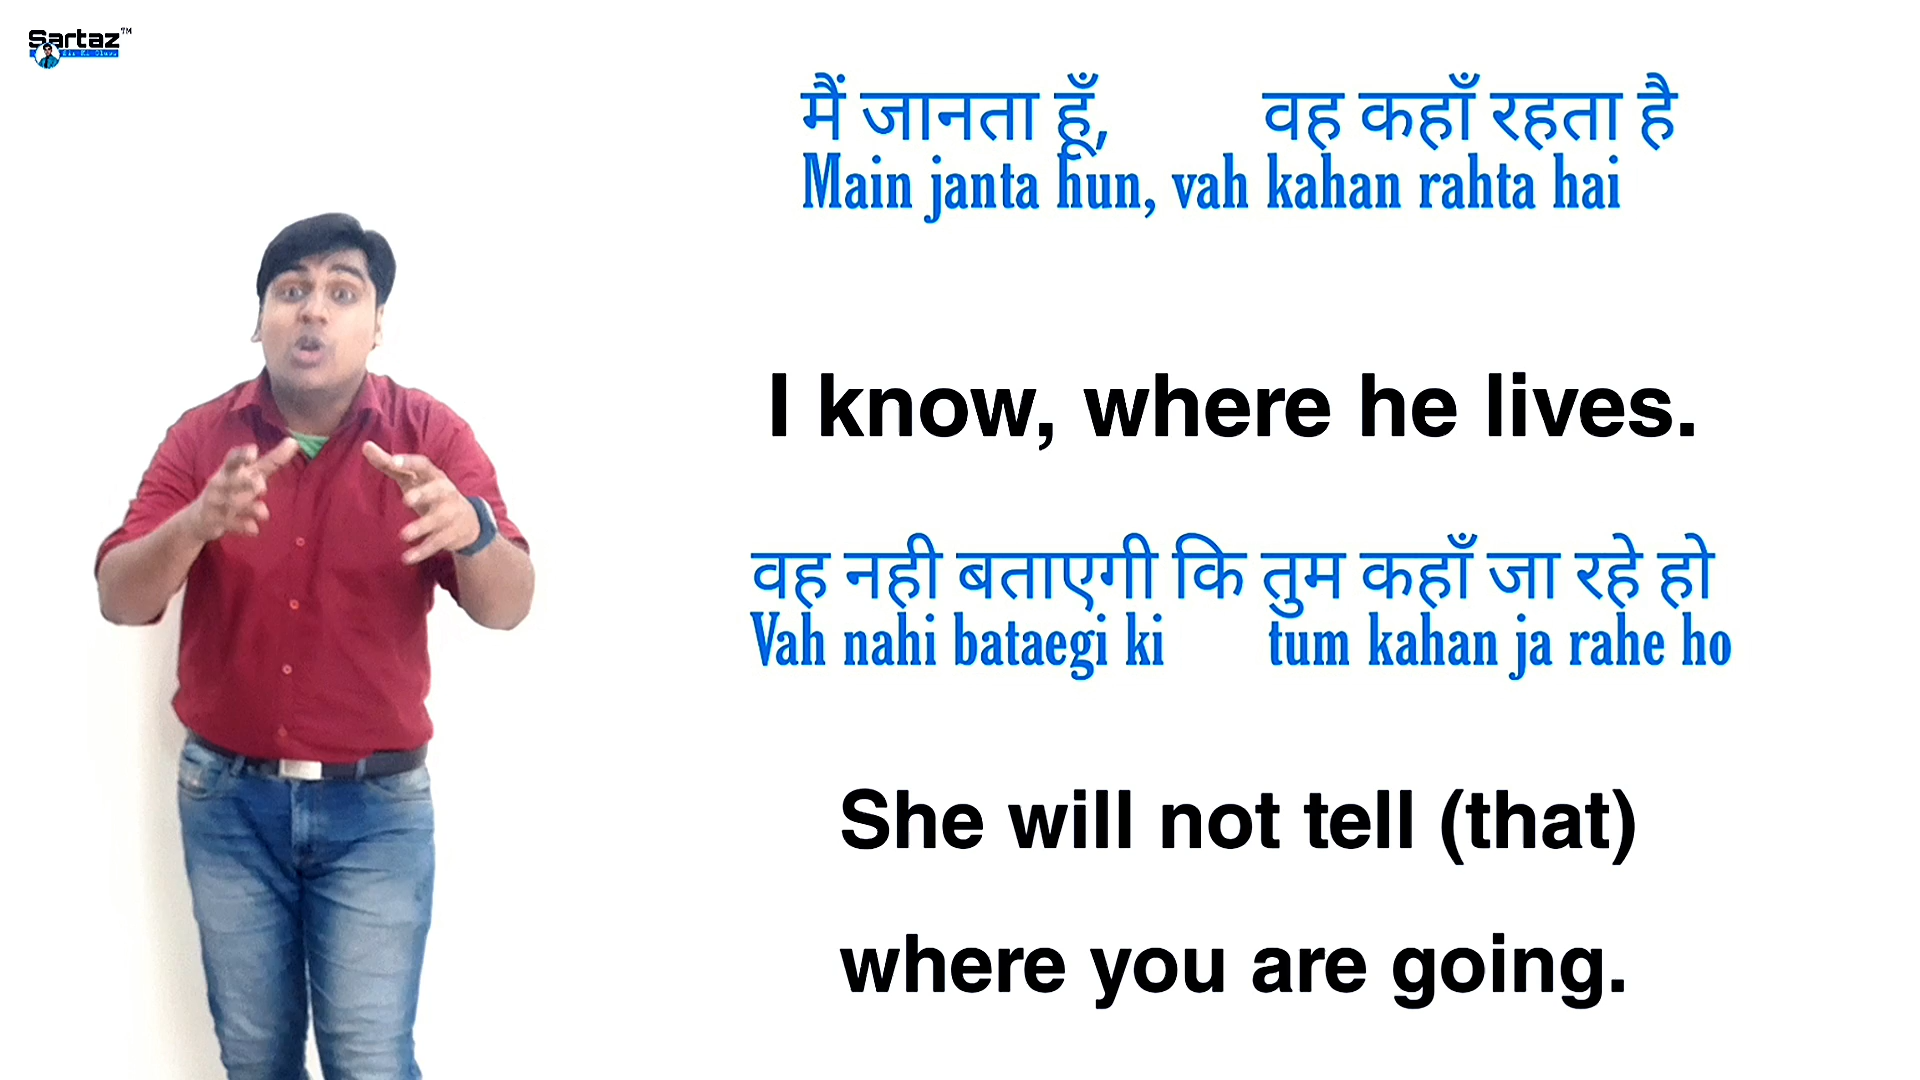 Sartaz™
मैं जानता हूँ, वह कहाँ रहता है
Main janta hun, vah kahan rahta hai
I know, where he lives.
वह नही बताएगी कि तुम कहाँ जा रहे हो
Vah nahi bataegi ki tum kahan ja rahe ho
She will not tell (that)
where you are going.